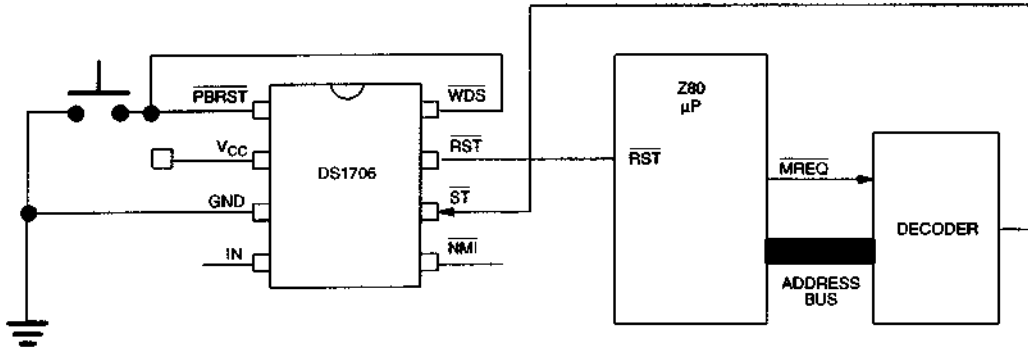 PBRST
VCC
GND
IN
DS1706
WDS
RST
ST
NMI
Z80
µP
RST
MREQ
ADDRESS
BUS
DECODER